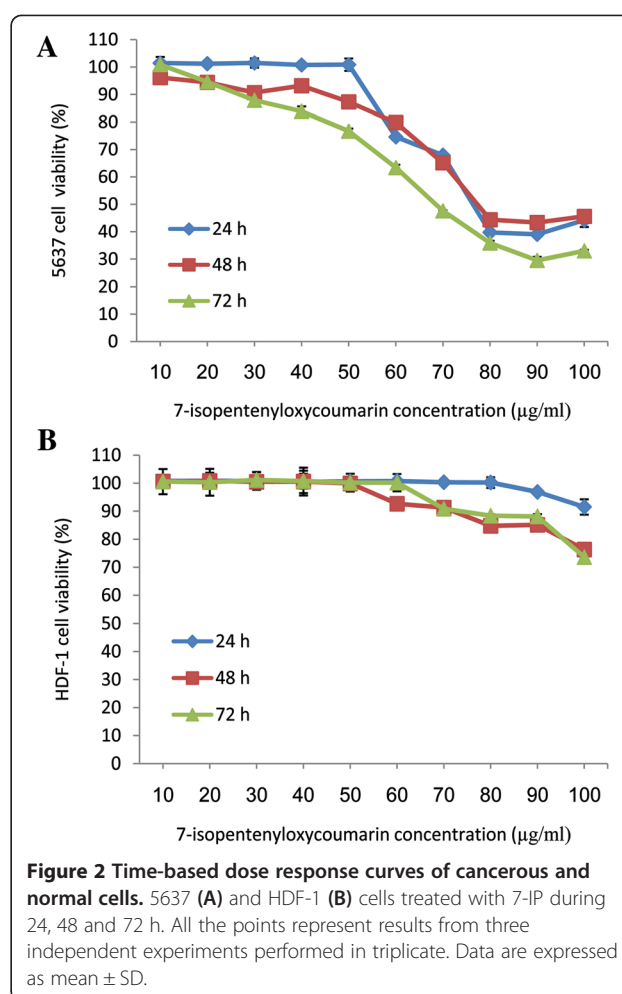 A
110
100
90
80
70
60
50
40
30
20
10
0
5637 cell viability (%)
24 h
48 h
72 h
10 20 30 40 50 60 70 80 90 100
7-isopentenyloxycoumarin concentration (µg/ml)
B
110
100
90
80
70
60
50
40
30
20
10
0
HDF-1 cell viability (%)
24 h
48 h
72 h
10 20 30 40 50 60 70 80 90 100
7-isopentenyloxycoumarin concentration (µg/ml)
Figure 2 Time-based dose response curves of cancerous and
normal cells. 5637 (A) and HDF-1 (B) cells treated with 7-IP during
24, 48 and 72 h. All the points represent results from three
independent experiments performed in triplicate. Data are expressed
as mean ± SD.